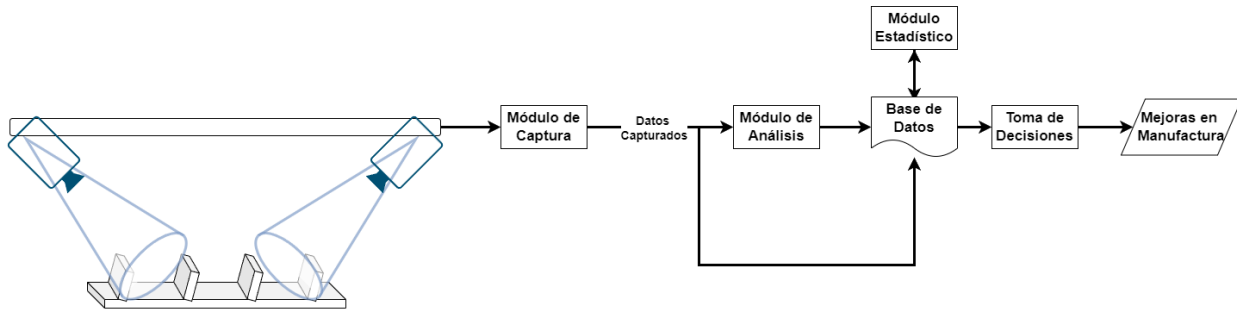 Módulo
Estadístico
Módulo de
Captura
Datos
Capturados
Módulo de
Análisis
Base de
Datos
Toma de
Decisiones
Mejoras en
Manufactura